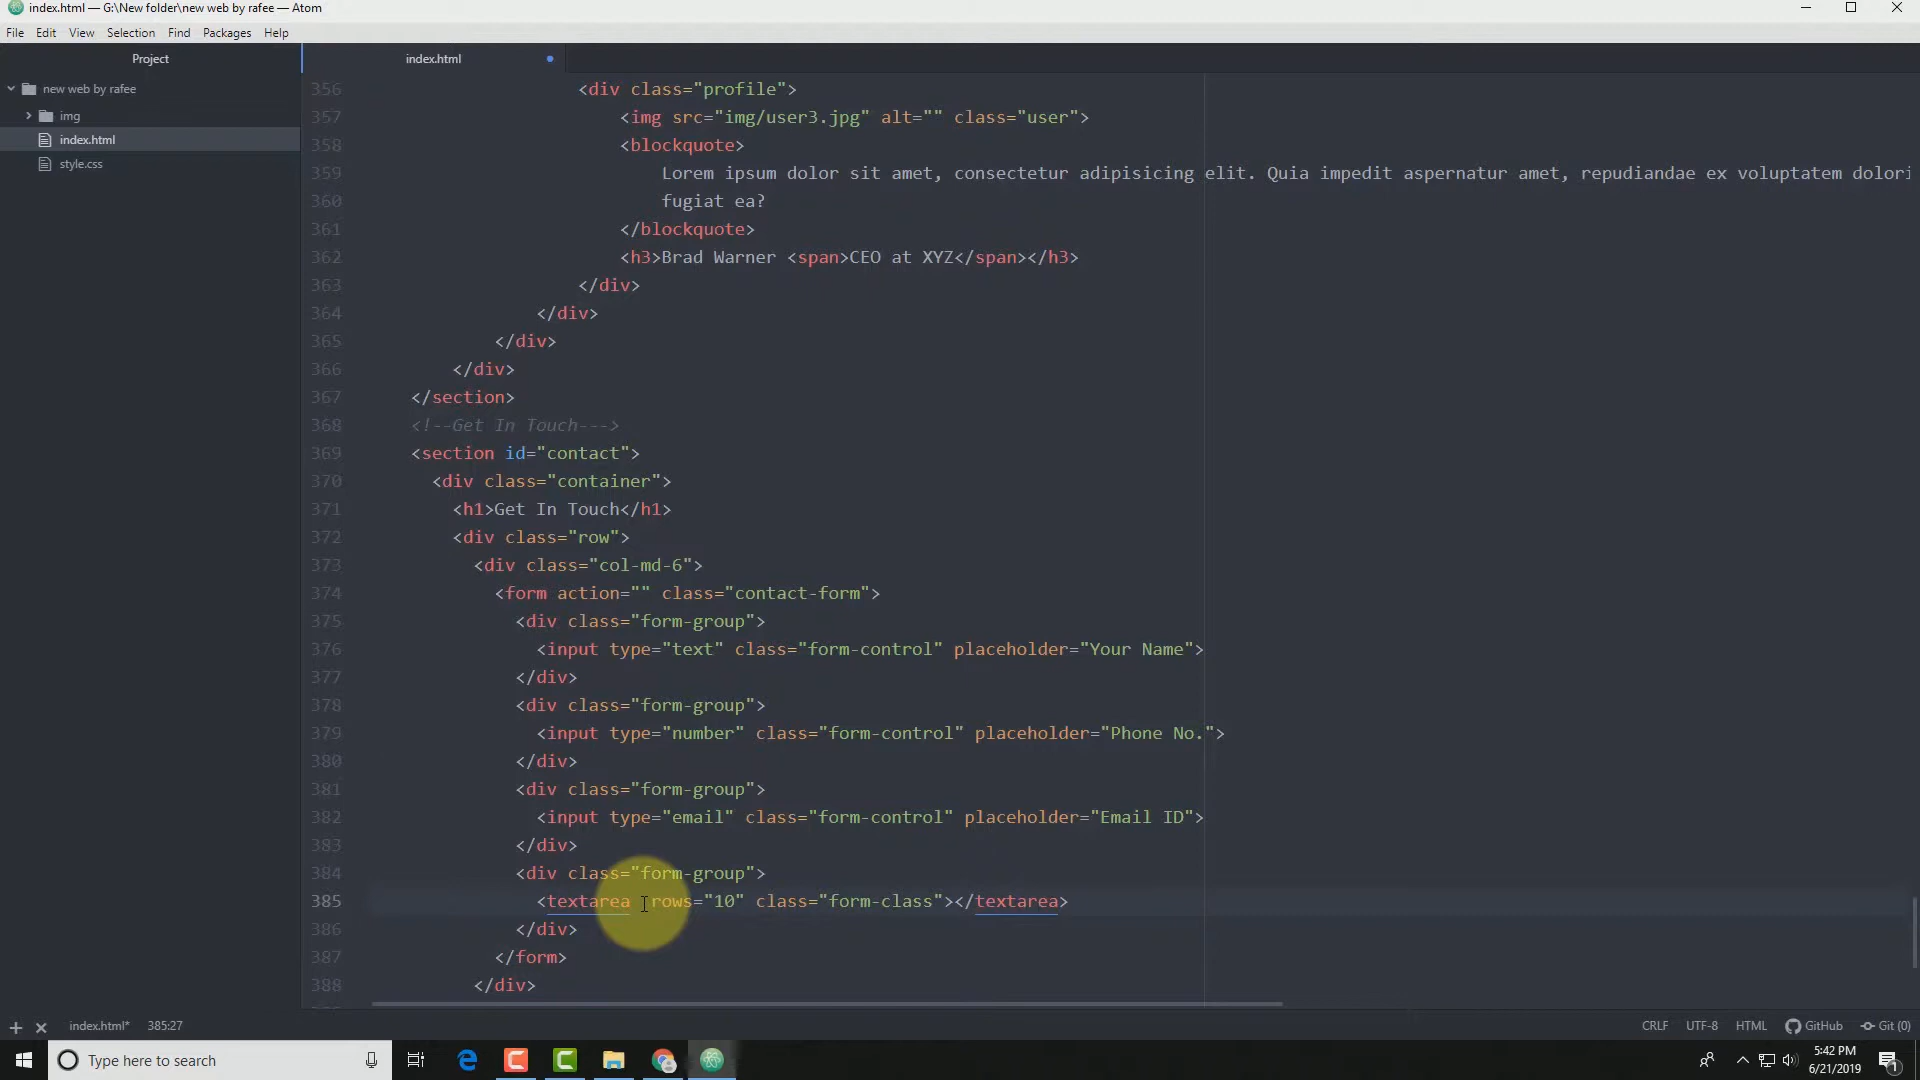 index.html — G:\New folder\new web by rafee — Atom
File Edit View Selection Find Packages Help
Project
index.html
new web by rafee
img
index.html
style.css
356 <div class="profile">
357 <img src="img/user3.jpg" alt="" class="user">
358 <blockquote>
359 Lorem ipsum dolor sit amet, consectetur adipisicing elit. Quia impedit aspernatur amet, repudiandae ex voluptatem dolori
360 fugiat ea?
361 </blockquote>
362 <h3>Brad Warner <span>CEO at XYZ</span></h3>
363 </div>
364 </div>
365 </div>
366 </div>
367 </section>
368 <!--Get In Touch--->
369 <section id="contact">
370 <div class="container">
371 <h1>Get In Touch</h1>
372 <div class="row">
373 <div class="col-md-6">
374 <form action="" class="contact-form">
375 <div class="form-group">
376 <input type="text" class="form-control" placeholder="Your Name">
377 </div>
378 <div class="form-group">
379 <input type="number" class="form-control" placeholder="Phone No.">
380 </div>
381 <div class="form-group">
382 <input type="email" class="form-control" placeholder="Email ID">
383 </div>
384 <div class="form-group">
385 <textarea rows="10" class="form-class"></textarea>
386 </div>
387 </form>
388 </div>
index.html* 385:27
CRLF UTF-8 HTML GitHub Git (0)
Type here to search
5:42 PM
6/21/2019
1